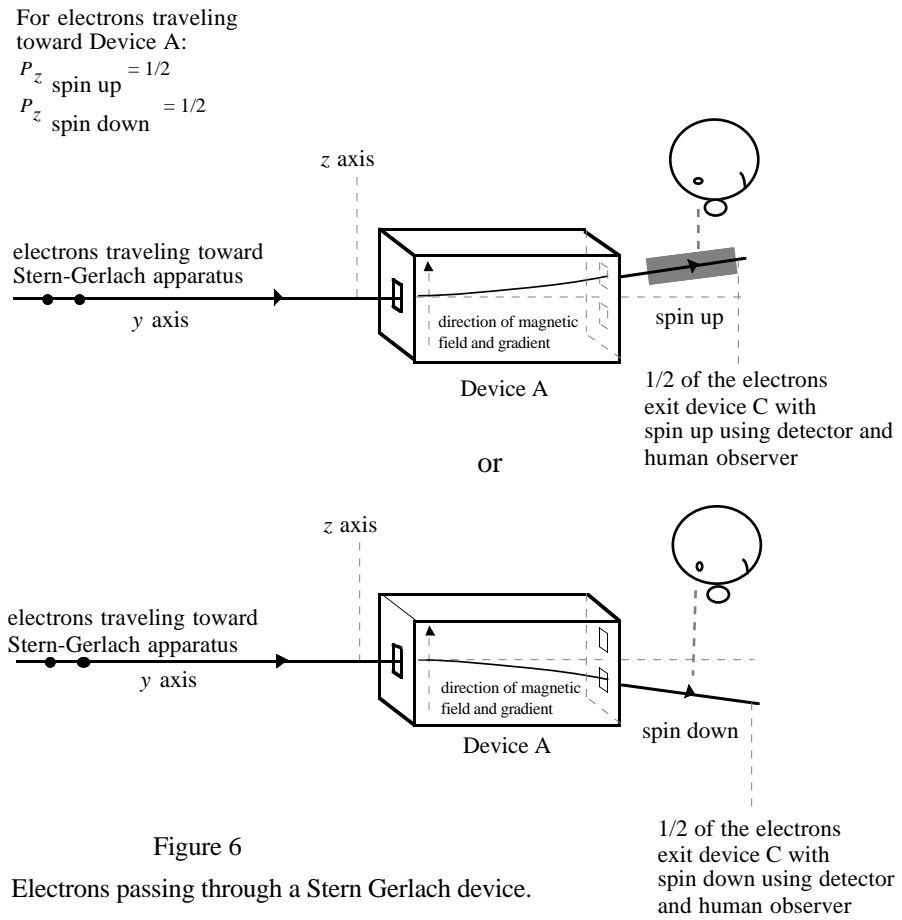 For electrons traveling
toward Device A:
P z spin up = 1/2
P z spin down = 1/2
z axis
electrons traveling toward
Stern-Gerlach apparatus
y axis
direction of magnetic
field and gradient
Device A
spin up
1/2 of the electrons
exit device C with
spin up using detector and
human observer
or
z axis
electrons traveling toward
Stern-Gerlach apparatus
y axis
direction of magnetic
field and gradient
Device A
spin down
1/2 of the electrons
exit device C with
spin down using detector
and human observer
Figure 6
Electrons passing through a Stern Gerlach device.